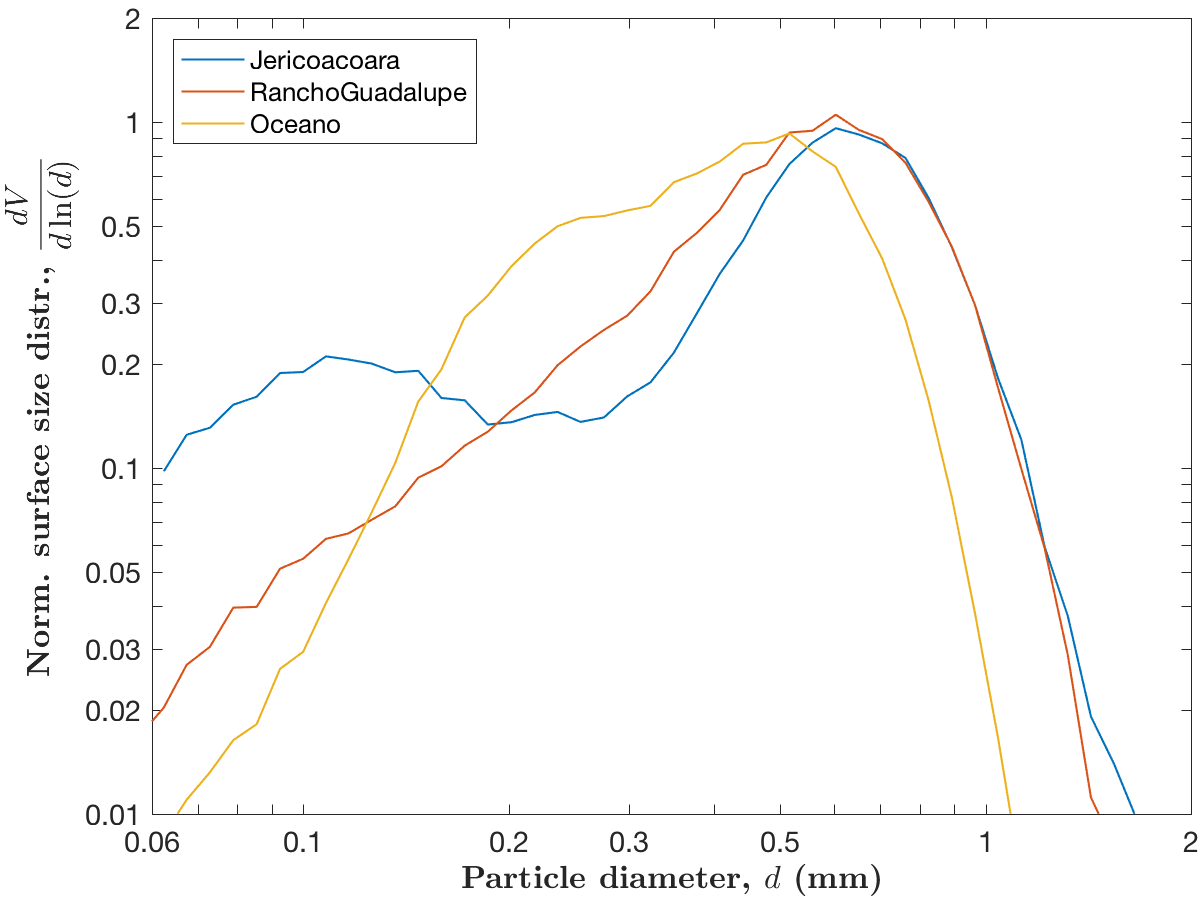 Jericoacoara
RanchoGuadalupe
Oceano
2
1
0.5
0.3
0.2
0.1
0.05
0.03
0.02
0.01
Norm. surface size distr., dV/d ln(d)
0.06 0.1 0.2 0.3 0.5 1 2
Particle diameter, d (mm)